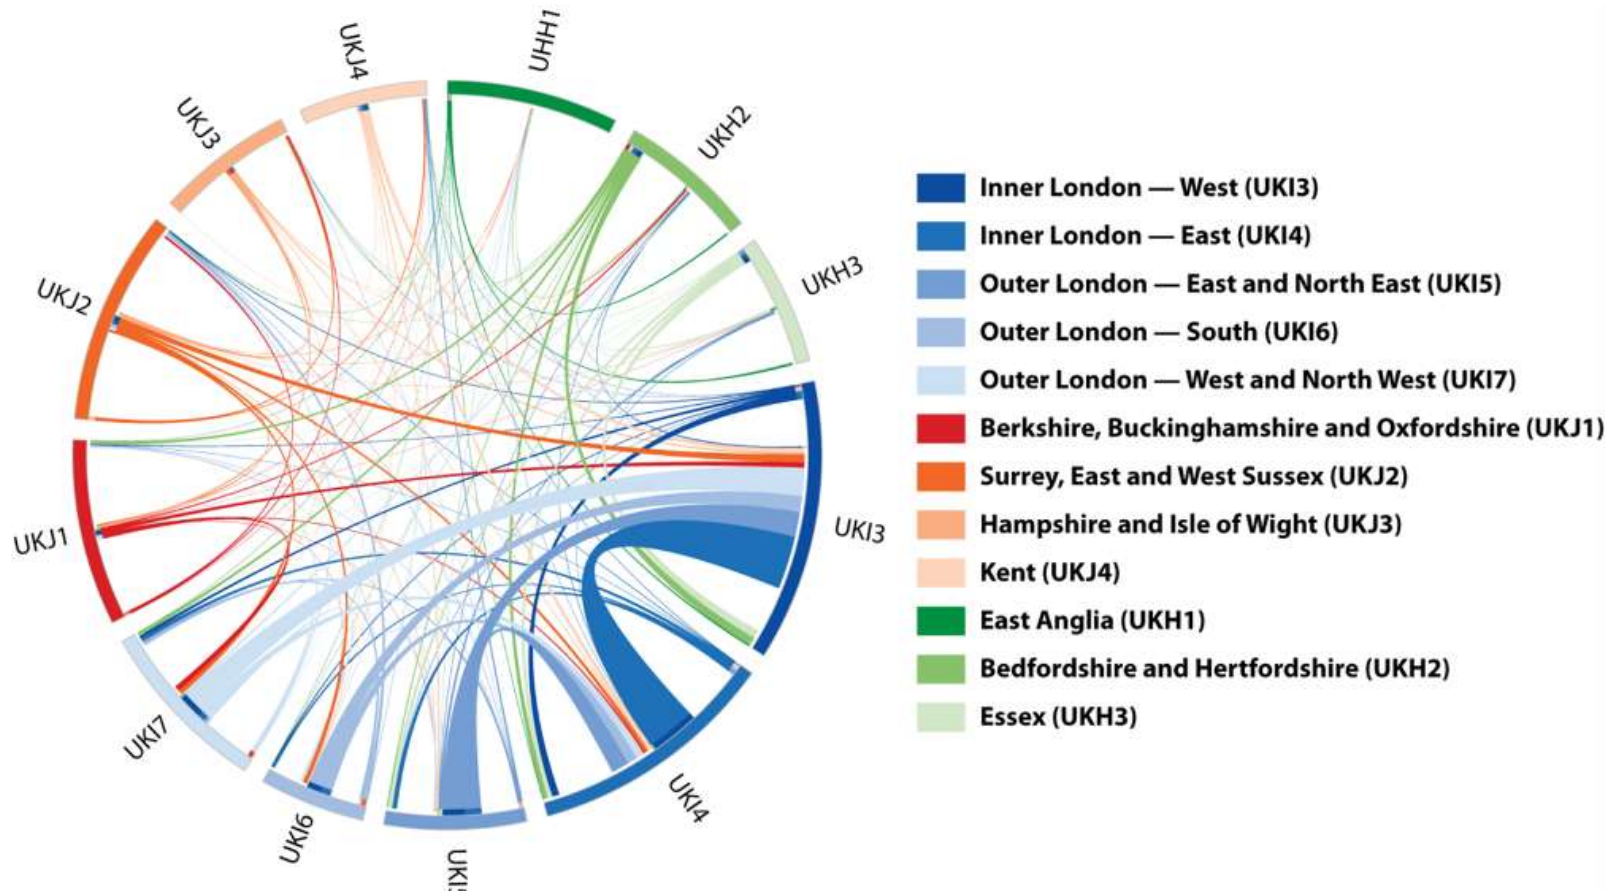 UKJ4
UHH1
UKJ3
UKH2
UKJ2
UKH3
UKJ1
UKI3
UKI7
UKI6
UKI4
Inner London — West (UKI3)
Inner London — East (UKI4)
Outer London — East and North East (UKI5)
Outer London — South (UKI6)
Outer London — West and North West (UKI7)
Berkshire, Buckinghamshire and Oxfordshire (UKJ1)
Surrey, East and West Sussex (UKJ2)
Hampshire and Isle of Wight (UKJ3)
Kent (UKJ4)
East Anglia (UKH1)
Bedfordshire and Hertfordshire (UKH2)
Essex (UKH3)